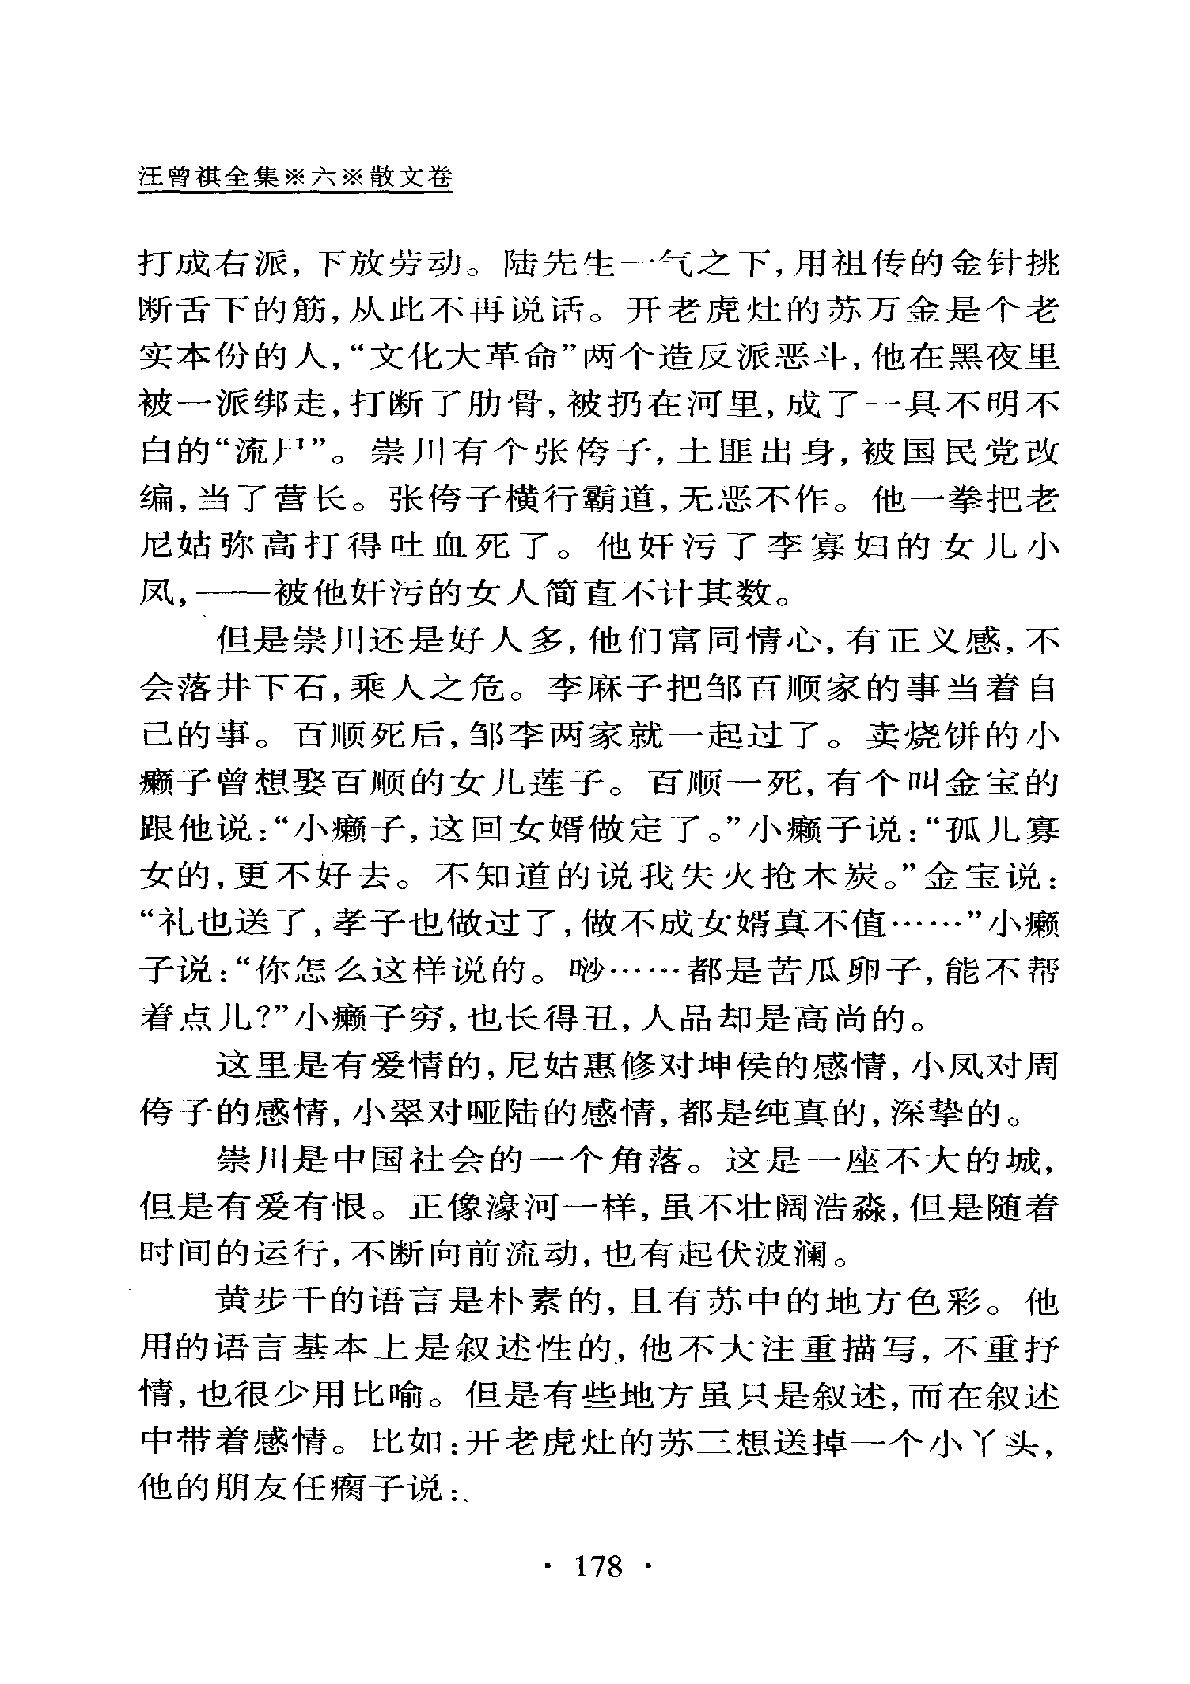 汪曾祺全集※六※散文卷
打成右派,下放劳动。陆先生一气之下,用祖传的金针挑
断舌下的筋,从此不再说话。开老虎灶的苏万金是个老
实本份的人,“文化大革命”两个造反派恶斗,他在黑夜里
被一派绑走,打断了肋骨,被扔在河里,成了一具不明不
白的“流尸”。崇川有个张侉子,土匪出身,被国民党改
编,当了营长。张侉子横行霸道,无恶不作。他一拳把老
尼姑弥高打得吐血死了。他奸污了李寡妇的女儿小
凤,——被他奸污的女人简直不计其数。
但是崇川还是好人多,他们富同情心,有正义感,不
会落井下石,乘人之危。李麻子把邹百顺家的事当着自
己的事。百顺死后,邹李两家就一起过了。卖烧饼的小
癞子曾想娶百顺的女儿莲子。百顺一死,有个叫金宝的
跟他说:“小癞子,这回女婿做定了。”小癞子说:“孤儿寡
女的,更不好去。不知道的说我失火抢木炭。”金宝说:
“礼也送了,孝子也做过了,做不成女婿真不值……”小癞
子说:“你怎么这样说的。唦……都是苦瓜卵子,能不帮
着点儿?”小癞子穷,也长得丑,人品却是高尚的。
这里是有爱情的,尼姑惠修对坤侯的感情,小凤对周
侉子的感情,小翠对哑陆的感情,都是纯真的,深挚的。
崇川是中国社会的一个角落。这是一座不大的城,
但是有爱有恨。正像濠河一样,虽不壮阔浩淼,但是随着
时间的运行,不断向前流动,也有起伏波澜。
黄步千的语言是朴素的,且有苏中的地方色彩。他
用的语言基本上是叙述性的,他不大注重描写,不重抒
情,也很少用比喻。但是有些地方虽只是叙述,而在叙述
中带着感情。比如:开老虎灶的苏三想送掉一个小丫头,
他的朋友任瘸子说:
· 178 ·